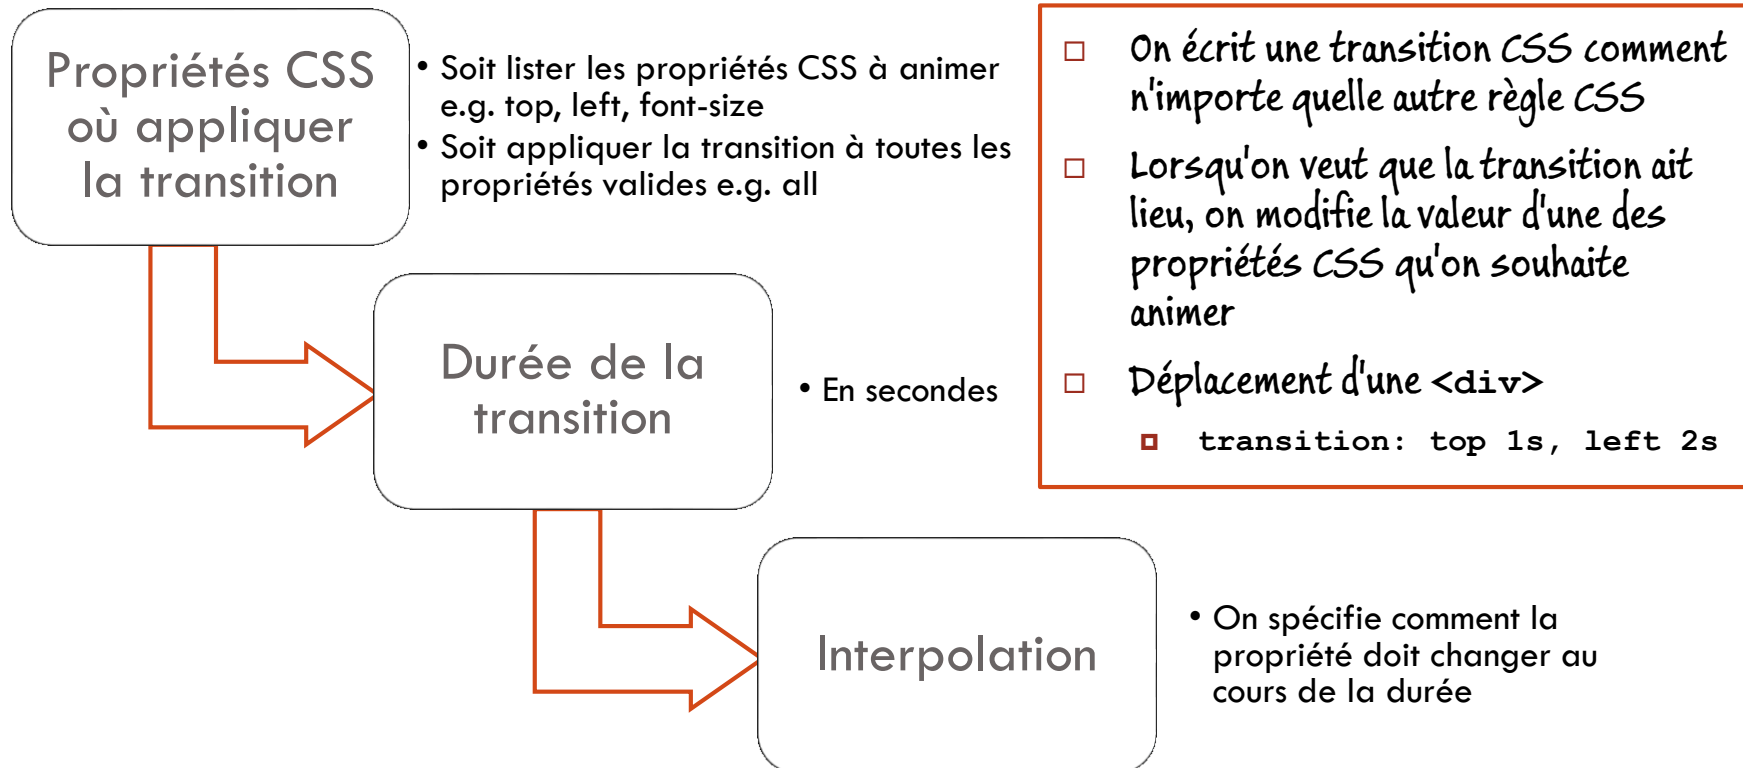 Propriétés CSS
où appliquer
la transition
• Soit lister les propriétés CSS à animer
e.g. top, left, font-size
• Soit appliquer la transition à toutes les
propriétés valides e.g. all
Durée de la
transition
• En secondes
Interpolation
• On spécifie comment la
propriété doit changer au
cours de la durée
On écrit une transition CSS comment
n'importe quelle autre règle CSS
Lorsqu'on veut que la transition ait
lieu, on modifie la valeur d'une des
propriétés CSS qu'on souhaite
animer
Déplacement d'une <div>
transition: top 1s, left 2s